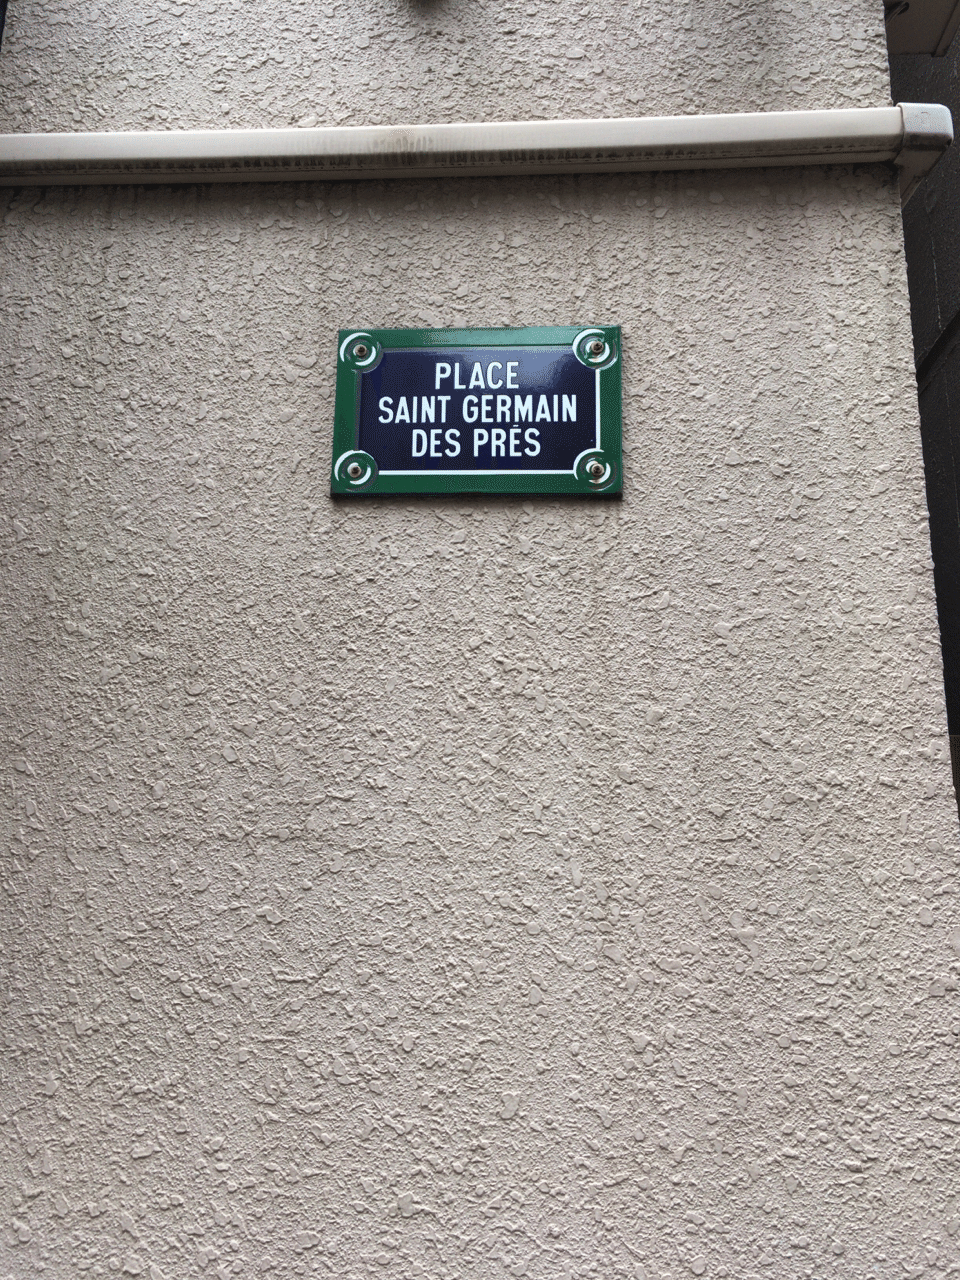 PLACE
SAINT GERMAIN
DES PRÉS